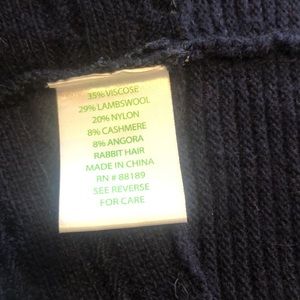 35% VISCOSE
29% LAMBSWOOL
20% NYLON
8% CASHMERE
8% ANGORA
RABBIT HAIR
MADE IN CHINA
RN # 88189
SEE REVERSE
FOR CARE